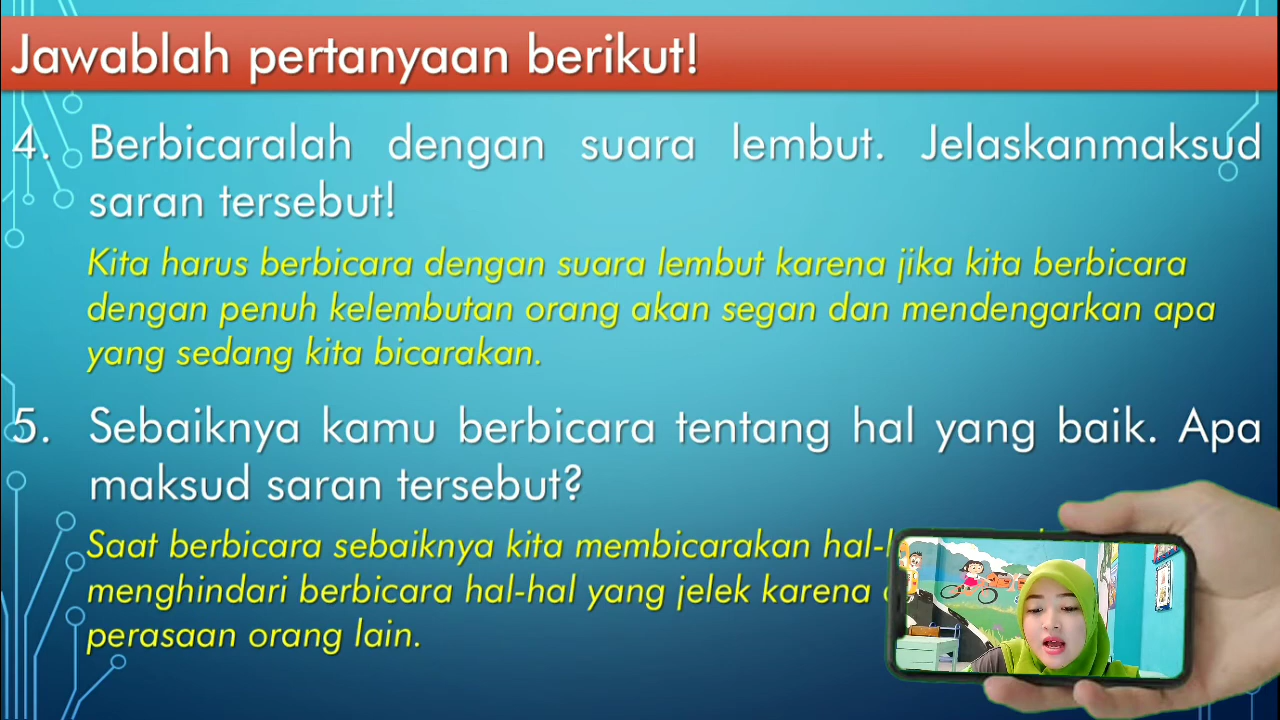 Jawablah pertanyaan berikut!
4. Berbicaralah dengan suara lembut. Jelaskanmaksud
saran tersebut!
Kita harus berbicara dengan suara lembut karena jika kita berbicara
dengan penuh kelembutan orang akan segan dan mendengarkan apa
yang sedang kita bicarakan.
5. Sebaiknya kamu berbicara tentang hal yang baik. Apa
maksud saran tersebut?
Saat berbicara sebaiknya kita membicarakan
menghindari berbicara hal-hal yang jelek karena
perasaan orang lain.